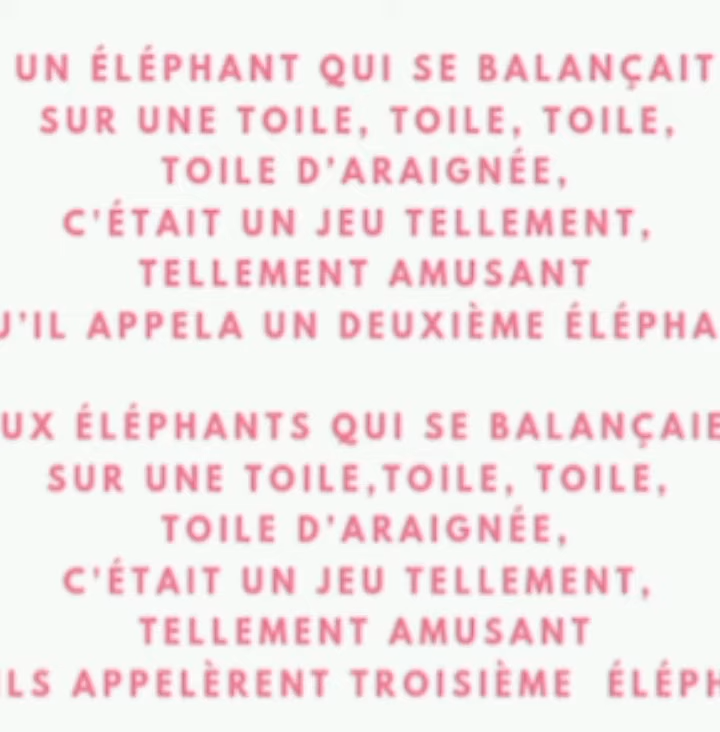 UN ÉLÉPHANT QUI SE BALANÇAIT
SUR UNE TOILE, TOILE, TOILE,
TOILE D'ARAIGNÉE,
C'ÉTAIT UN JEU TELLEMENT,
TELLEMENT AMUSANT
U'IL APPELA UN DEUXIÈME ÉLÉPHA
UX ÉLÉPHANTS QUI SE BALANÇAIE
SUR UNE TOILE,TOILE, TOILE,
TOILE D'ARAIGNÉE,
C'ÉTAIT UN JEU TELLEMENT,
TELLEMENT AMUSANT
LS APPELÈRENT TROISIÈME ÉLÉPH